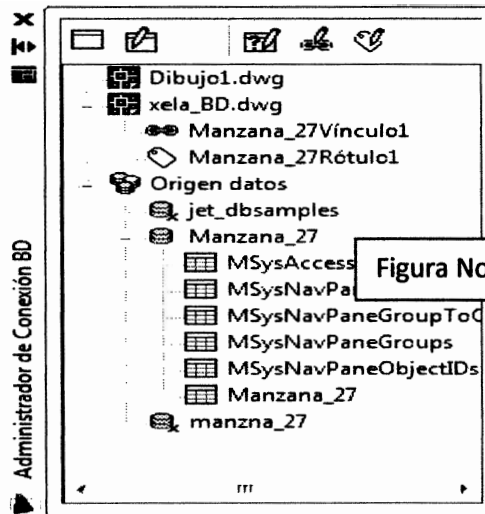 Dibujo1.dwg
xela_BD.dwg
Manzana_27Vínculo1
Manzana_27Rótulo1
Origen datos
jet_dbsamples
Manzana_27
MSysAccess
Figura No
MSysNavPa
MSysNavPaneGroupToC
MSysNavPaneGroups
MSysNavPaneObjectIDs
Manzana_27
manzna_27
Administrador de Conexión BD